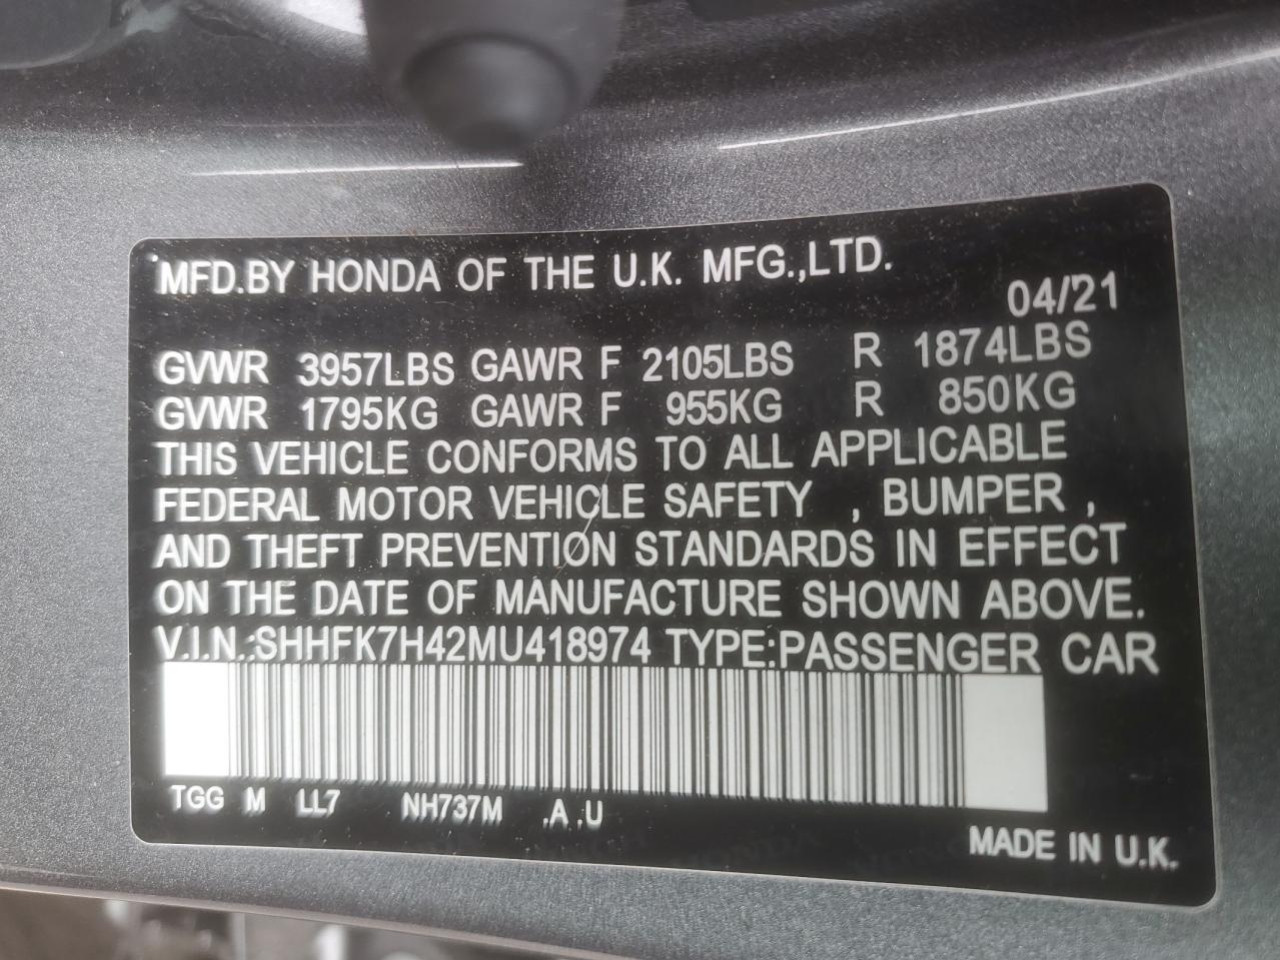 MFD.BY HONDA OF THE U.K. MFG.,LTD.
04/21
GVWR 3957LBS GAWR F 2105LBS R 1874LBS
GVWR 1795KG GAWR F 955KG R 850KG
THIS VEHICLE CONFORMS TO ALL APPLICABLE
FEDERAL MOTOR VEHICLE SAFETY , BUMPER ,
AND THEFT PREVENTION STANDARDS IN EFFECT
ON THE DATE OF MANUFACTURE SHOWN ABOVE.
V.I.N.:SHHFK7H42MU418974 TYPE:PASSENGER CAR
TGG M LL7 NH737M .A .U
MADE IN U.K.